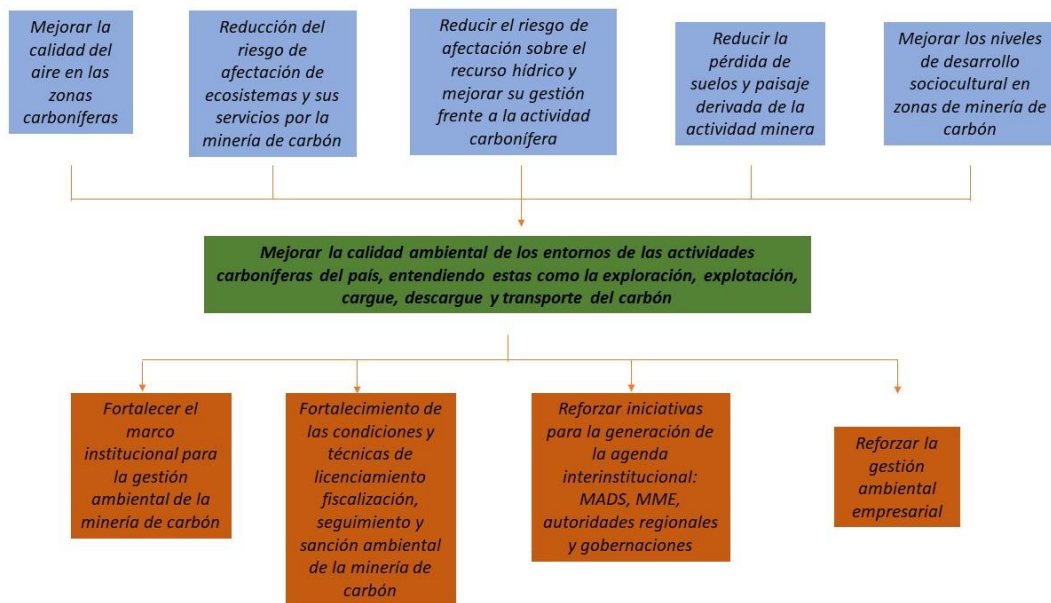 Mejorar la
calidad del
aire en las
zonas
carboníferas
Reducción del
riesgo de
afectación de
ecosistemas y sus
servicios por la
minería de carbón
Reducir el riesgo de
afectación sobre el
recurso hídrico y
mejorar su gestión
frente a la actividad
carbonífera
Reducir la
pérdida de
suelos y paisaje
derivada de la
actividad minera
Mejorar los niveles
de desarrollo
sociocultural en
zonas de minería de
carbón
Mejorar la calidad ambiental de los entornos de las actividades
carboníferas del país, entendiendo estas como la exploración, explotación,
cargue, descargue y transporte del carbón
Fortalecer el
marco
institucional para
la gestión
ambiental de la
minería de carbón
Fortalecimiento de
las condiciones y
técnicas de
licenciamiento
fiscalización,
seguimiento y
sanción ambiental
de la minería de
carbón
Reforzar iniciativas
para la generación de
la agenda
interinstitucional:
MADS, MME,
autoridades regionales
y gobernaciones
Reforzar la
gestión
ambiental
empresarial